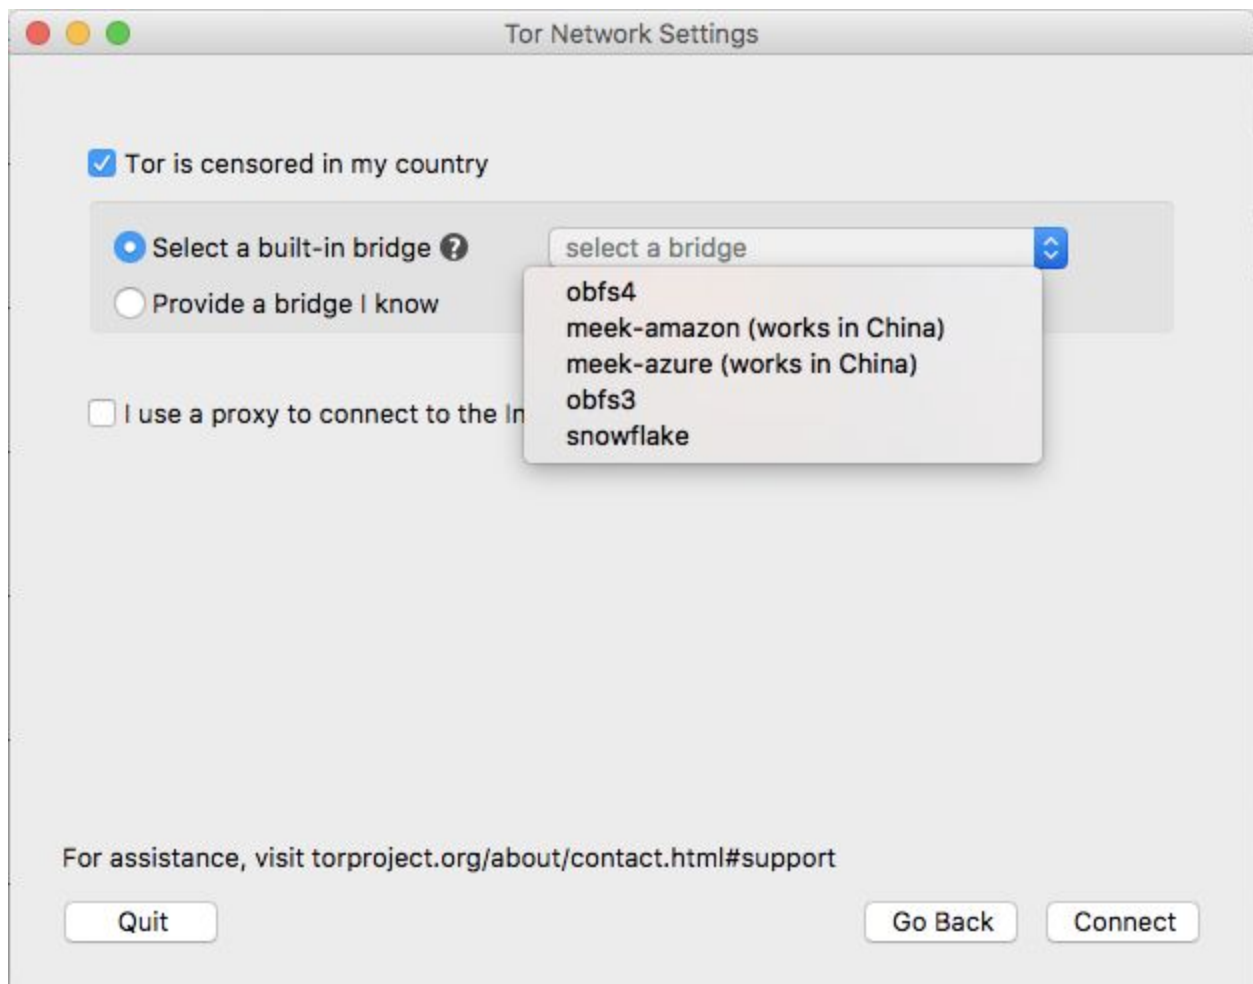 Tor Network Settings
Tor is censored in my country
Select a built-in bridge ?
select a bridge
Provide a bridge I know
obfs4
meek-amazon (works in China)
meek-azure (works in China)
obfs3
snowflake
I use a proxy to connect to the In
For assistance, visit torproject.org/about/contact.html#support
Quit
Go Back
Connect